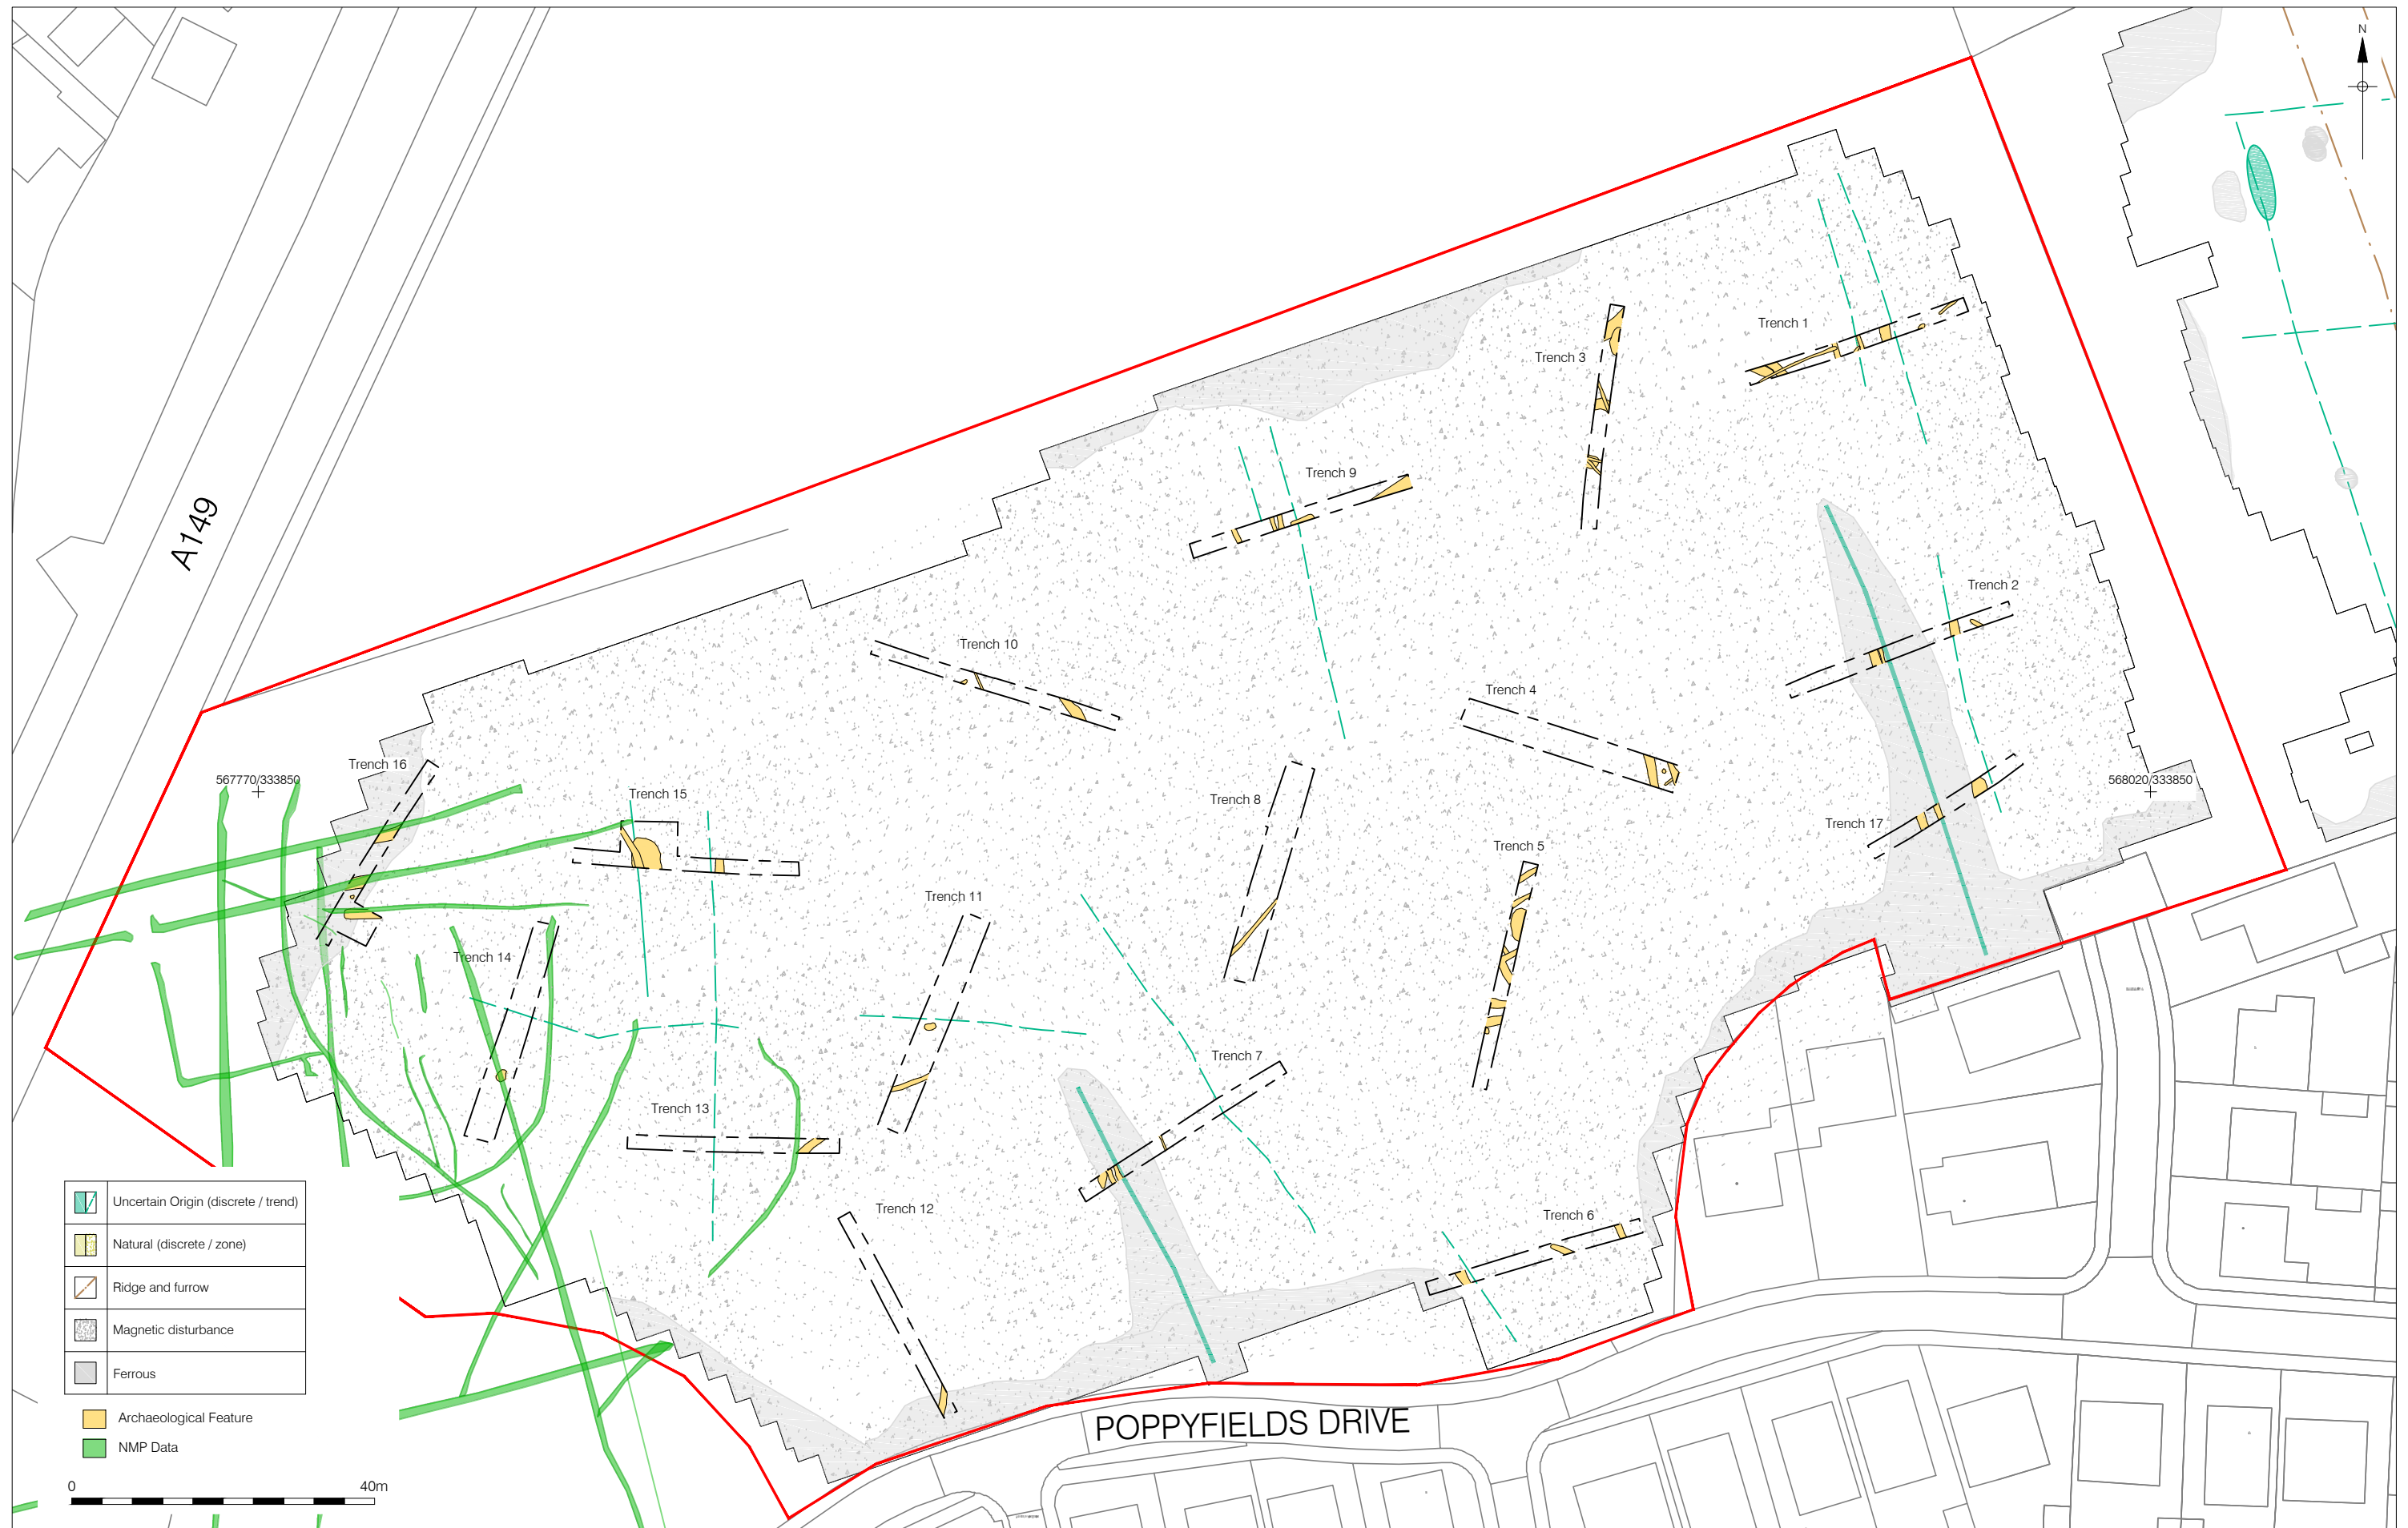 N
Trench 1
Trench 3
Trench 9
A149
Trench 2
Trench 10
Trench 4
Trench 16
567770/333850
568020/333850
Trench 15
Trench 8
Trench 17
Trench 5
Trench 11
Trench 14
Trench 7
Trench 13
Trench 12
Trench 6
Uncertain Origin (discrete / trend)
Natural (discrete / zone)
Ridge and furrow
Magnetic disturbance
Ferrous
Archaeological Feature
NMP Data
POPPYFIELDS DRIVE
0
40m